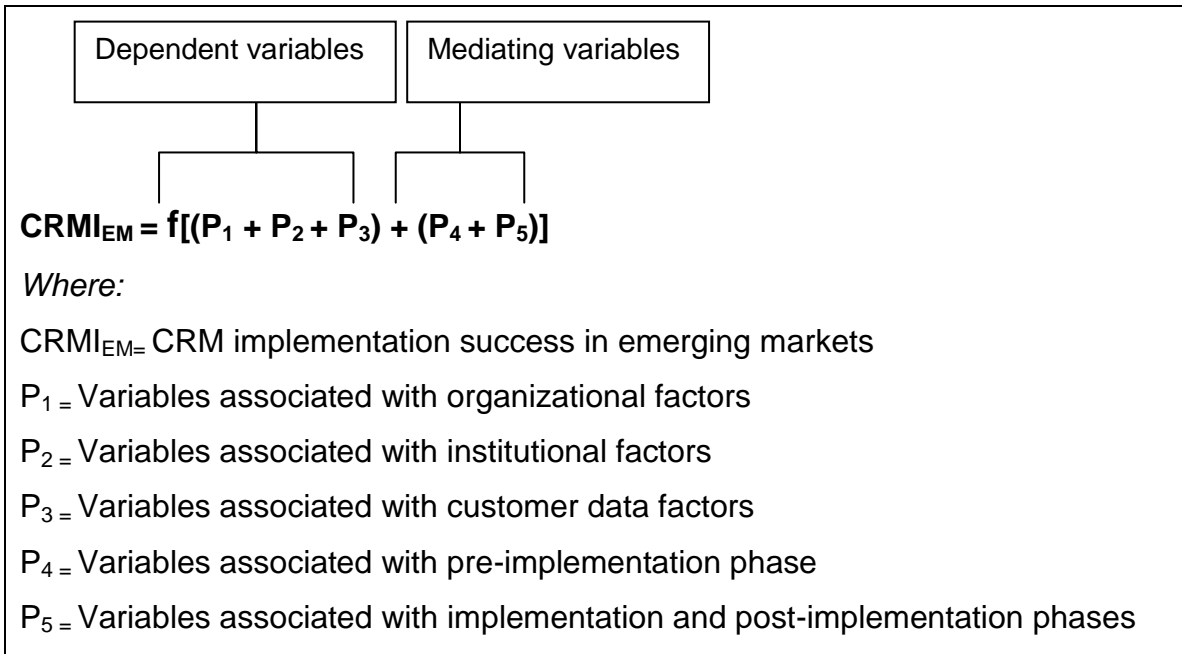 Dependent variables
Mediating variables
CRMI_EM = f[(P₁ + P₂ + P₃) + (P₄ + P₅)]
Where:
CRMI_EM= CRM implementation success in emerging markets
P₁ = Variables associated with organizational factors
P₂ = Variables associated with institutional factors
P₃ = Variables associated with customer data factors
P₄ = Variables associated with pre-implementation phase
P₅ = Variables associated with implementation and post-implementation phases